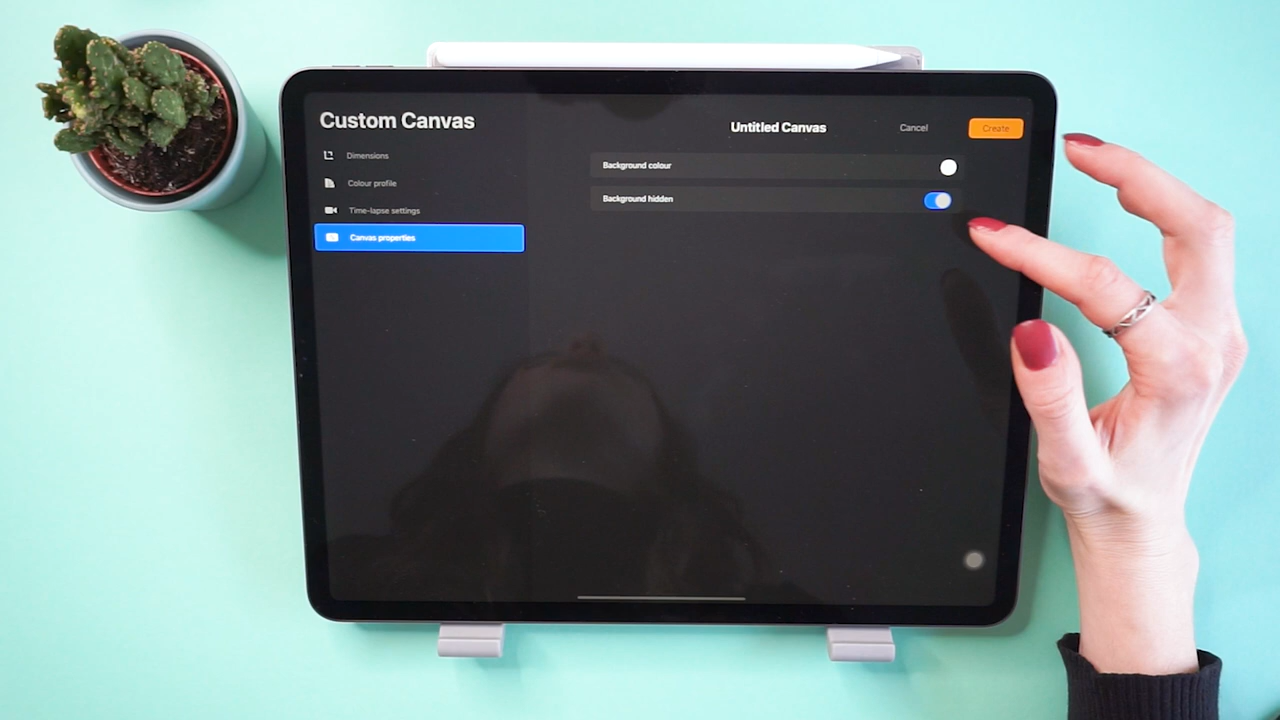 Custom Canvas
Untitled Canvas
Cancel
Create
Dimensions
Colour profile
Time-lapse settings
Canvas properties
Background colour
Background hidden